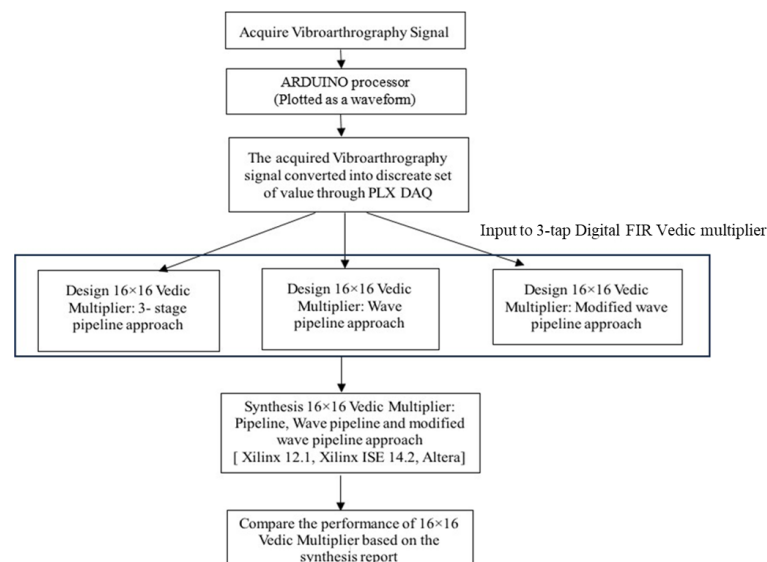 Acquire Vibroarthrography Signal
ARDUINO processor
(Plotted as a waveform)
The acquired Vibroarthrography
signal converted into discreate set
of value through PLX DAQ
Input to 3-tap Digital FIR Vedic multiplier
Design 16×16 Vedic
Multiplier: 3- stage
pipeline approach
Design 16×16 Vedic
Multiplier: Wave
pipeline approach
Design 16×16 Vedic
Multiplier: Modified wave
pipeline approach
Synthesis 16×16 Vedic Multiplier:
Pipeline, Wave pipeline and modified
wave pipeline approach
[ Xilinx 12.1, Xilinx ISE 14.2, Altera]
Compare the performance of 16×16
Vedic Multiplier based on the
synthesis report